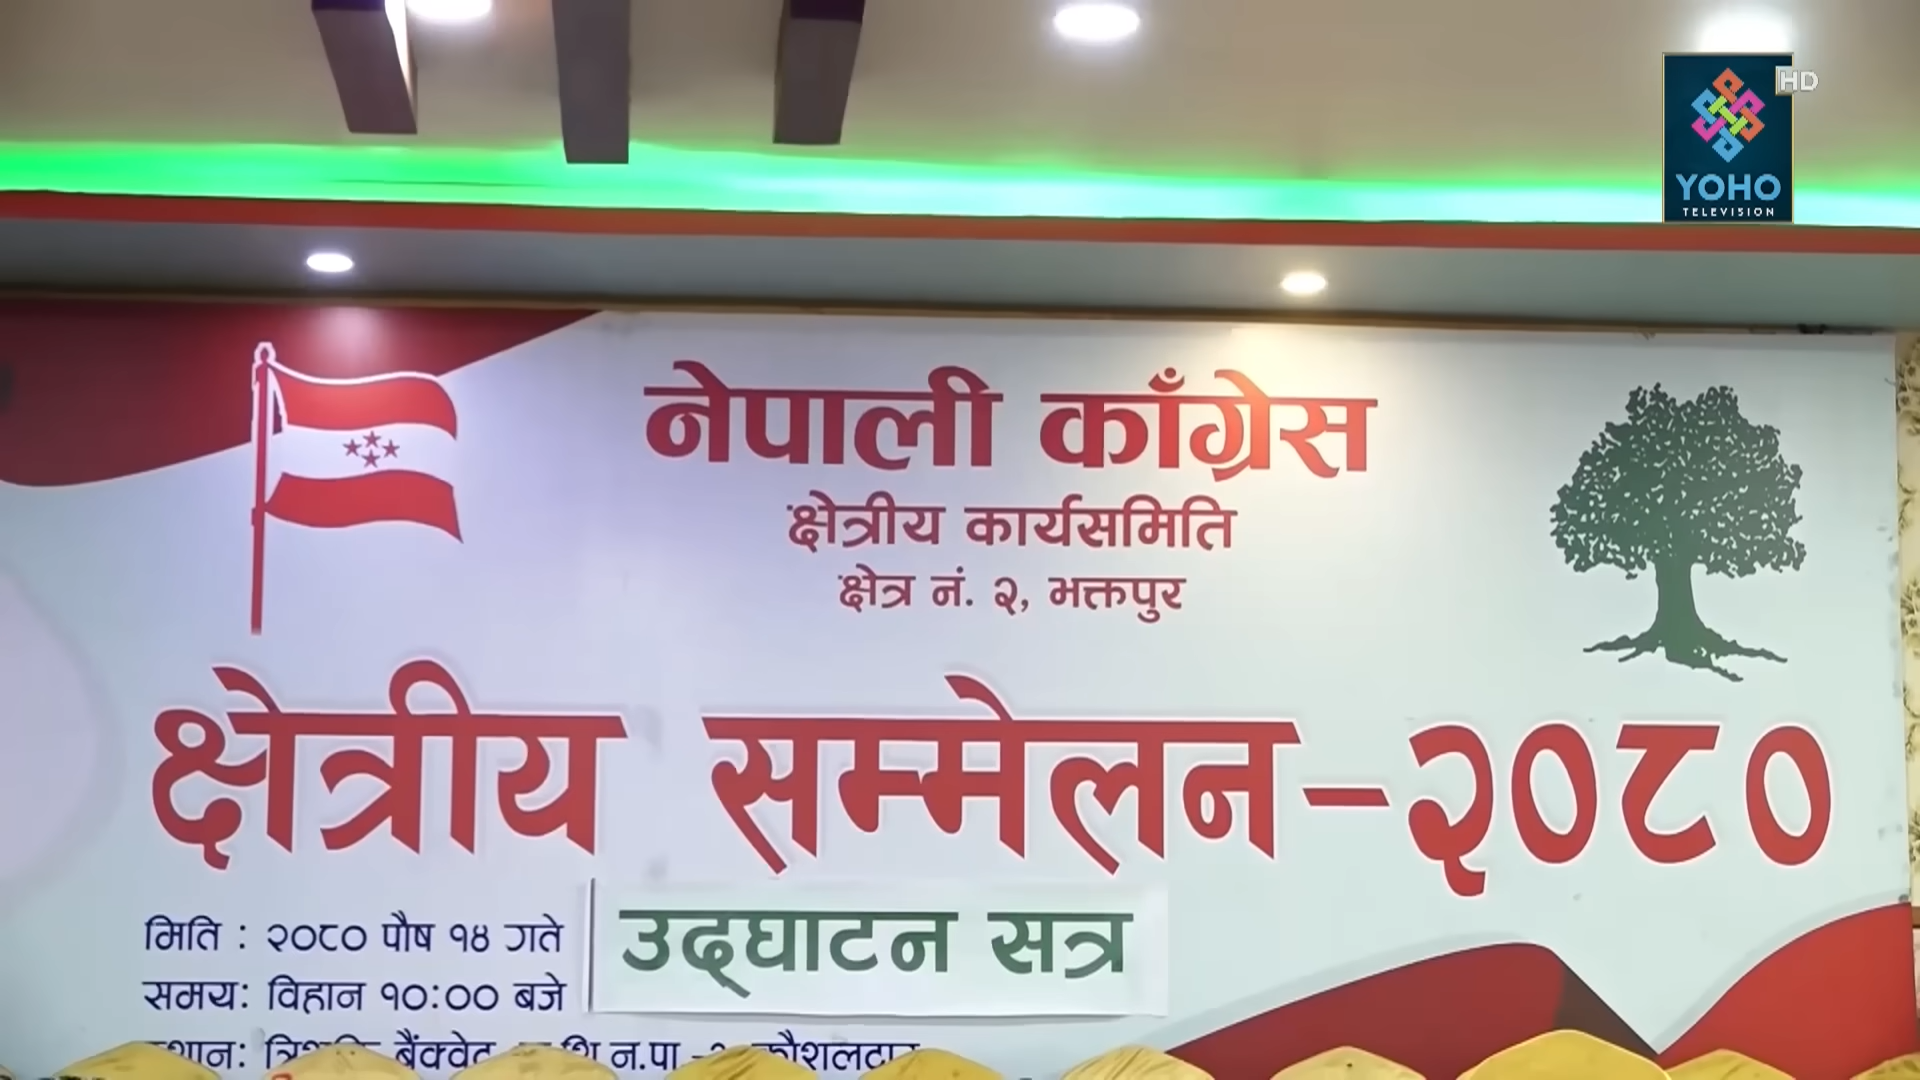 HD
YOHO
TELEVISION
नेपाली काँग्रेस
क्षेत्रीय कार्यसमिति
क्षेत्र नं. २, भक्तपुर
क्षेत्रीय सम्मेलन-२०८०
उद्घाटन सत्र
मिति : २०८० पौष १४ गते
समय: विहान १०:०० बजे
स्थान: बैंक्वेट न.पा कौशलटार